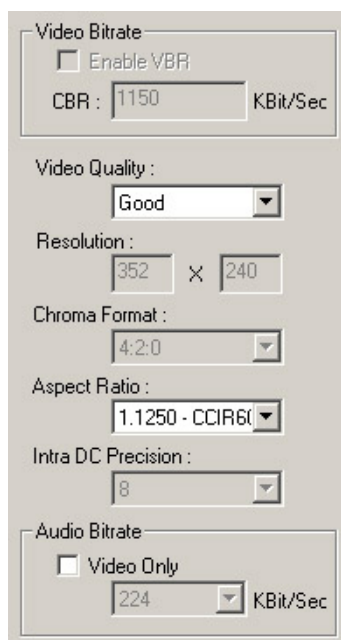 Video Bitrate
Enable VBR
CBR : 1150 KBit/Sec
Video Quality :
Good
Resolution :
352 X 240
Chroma Format :
4:2:0
Aspect Ratio :
1.1250 - CCIR60
Intra DC Precision :
8
Audio Bitrate
Video Only
224 KBit/Sec